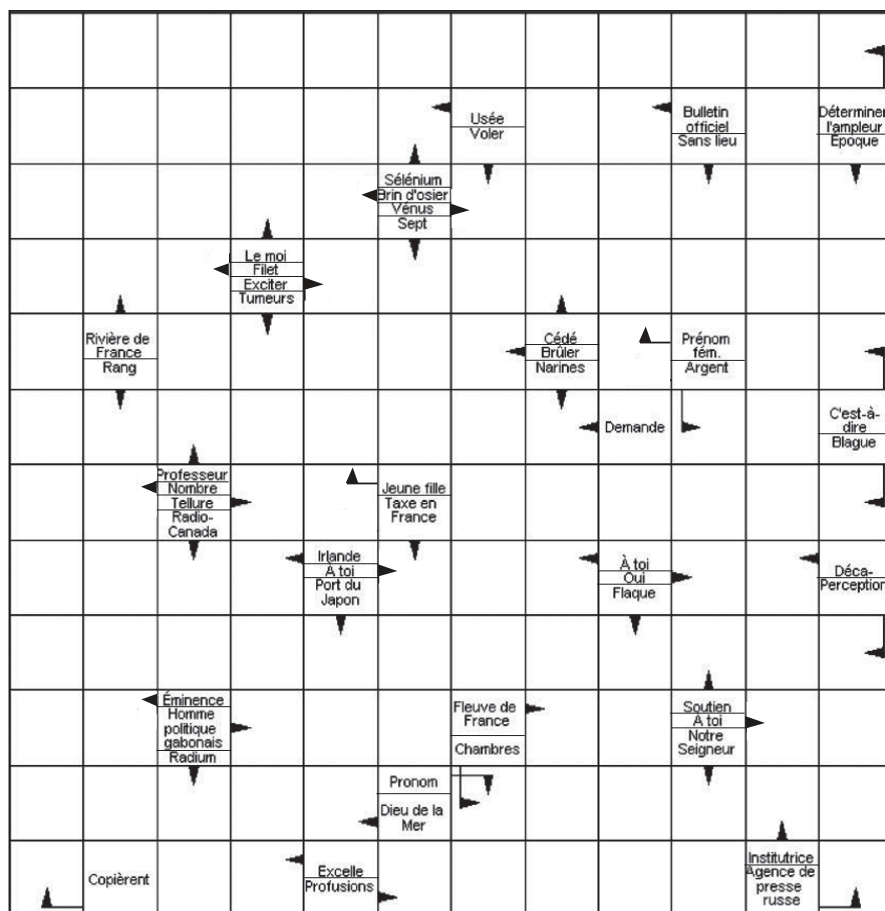 Usée
Voler
Bulletin
officiel
Sans lieu
Déterminer
l'ampleur
Époque
Sélénium
Brin d'osier
Vénus
Sept
Le moi
Filet
Exciter
Tumeurs
Rivière de
France
Rang
Cédé
Brûler
Narines
Prénom
fém.
Argent
Demande
C'est-à-
dire
Blague
Professeur
Nombre
Tellure
Radio-
Canada
Jeune fille
Taxe en
France
Irlande
À toi
Port du
Japon
À toi
Oui
Flaque
Déca-
Perception
Éminence
Homme
politique
gabonais
Radium
Fleuve de
France
Chambres
Soutien
À toi
Notre
Seigneur
Pronom
Dieu de la
Mer
Copièrent
Excelle
Profusions
Institutrice
Agence de
presse
russe